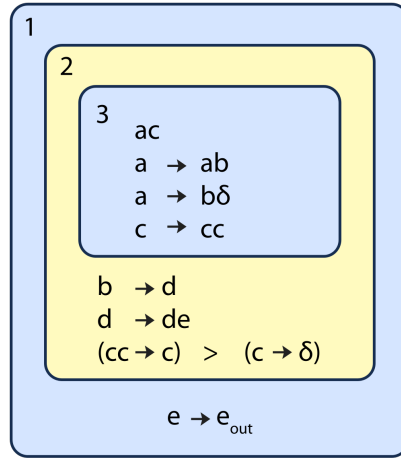 1
2
3
ac
a → ab
a → bδ
c → cc
b → d
d → de
(cc → c) > (c → δ)
e → e_out